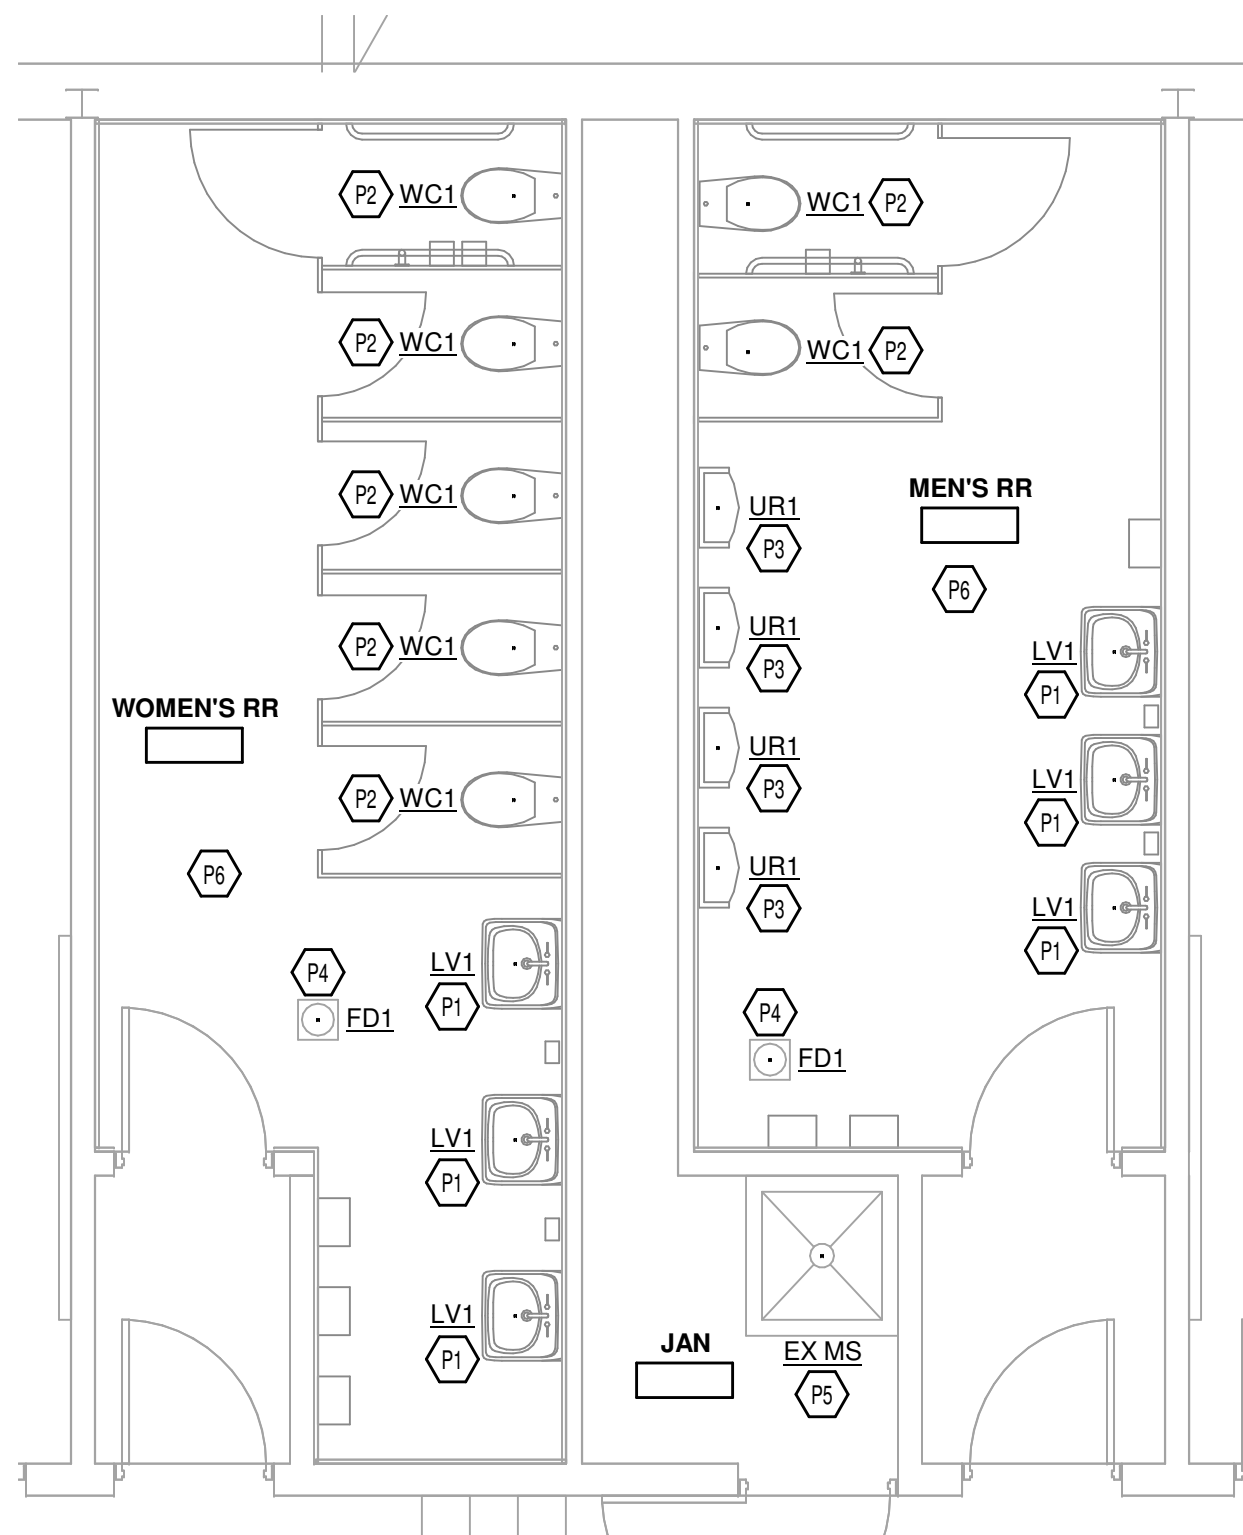 P2 WC1
WC1 P2
P2 WC1
WC1 P2
P2 WC1
MEN'S RR
UR1
P3
P6
UR1
P3
P2 WC1
LV1
P1
WOMEN'S RR
UR1
P3
LV1
P1
P2 WC1
P6
UR1
P3
LV1
P1
P4
FD1
LV1
P1
P4
FD1
LV1
P1
LV1
P1
JAN
EX MS
P5